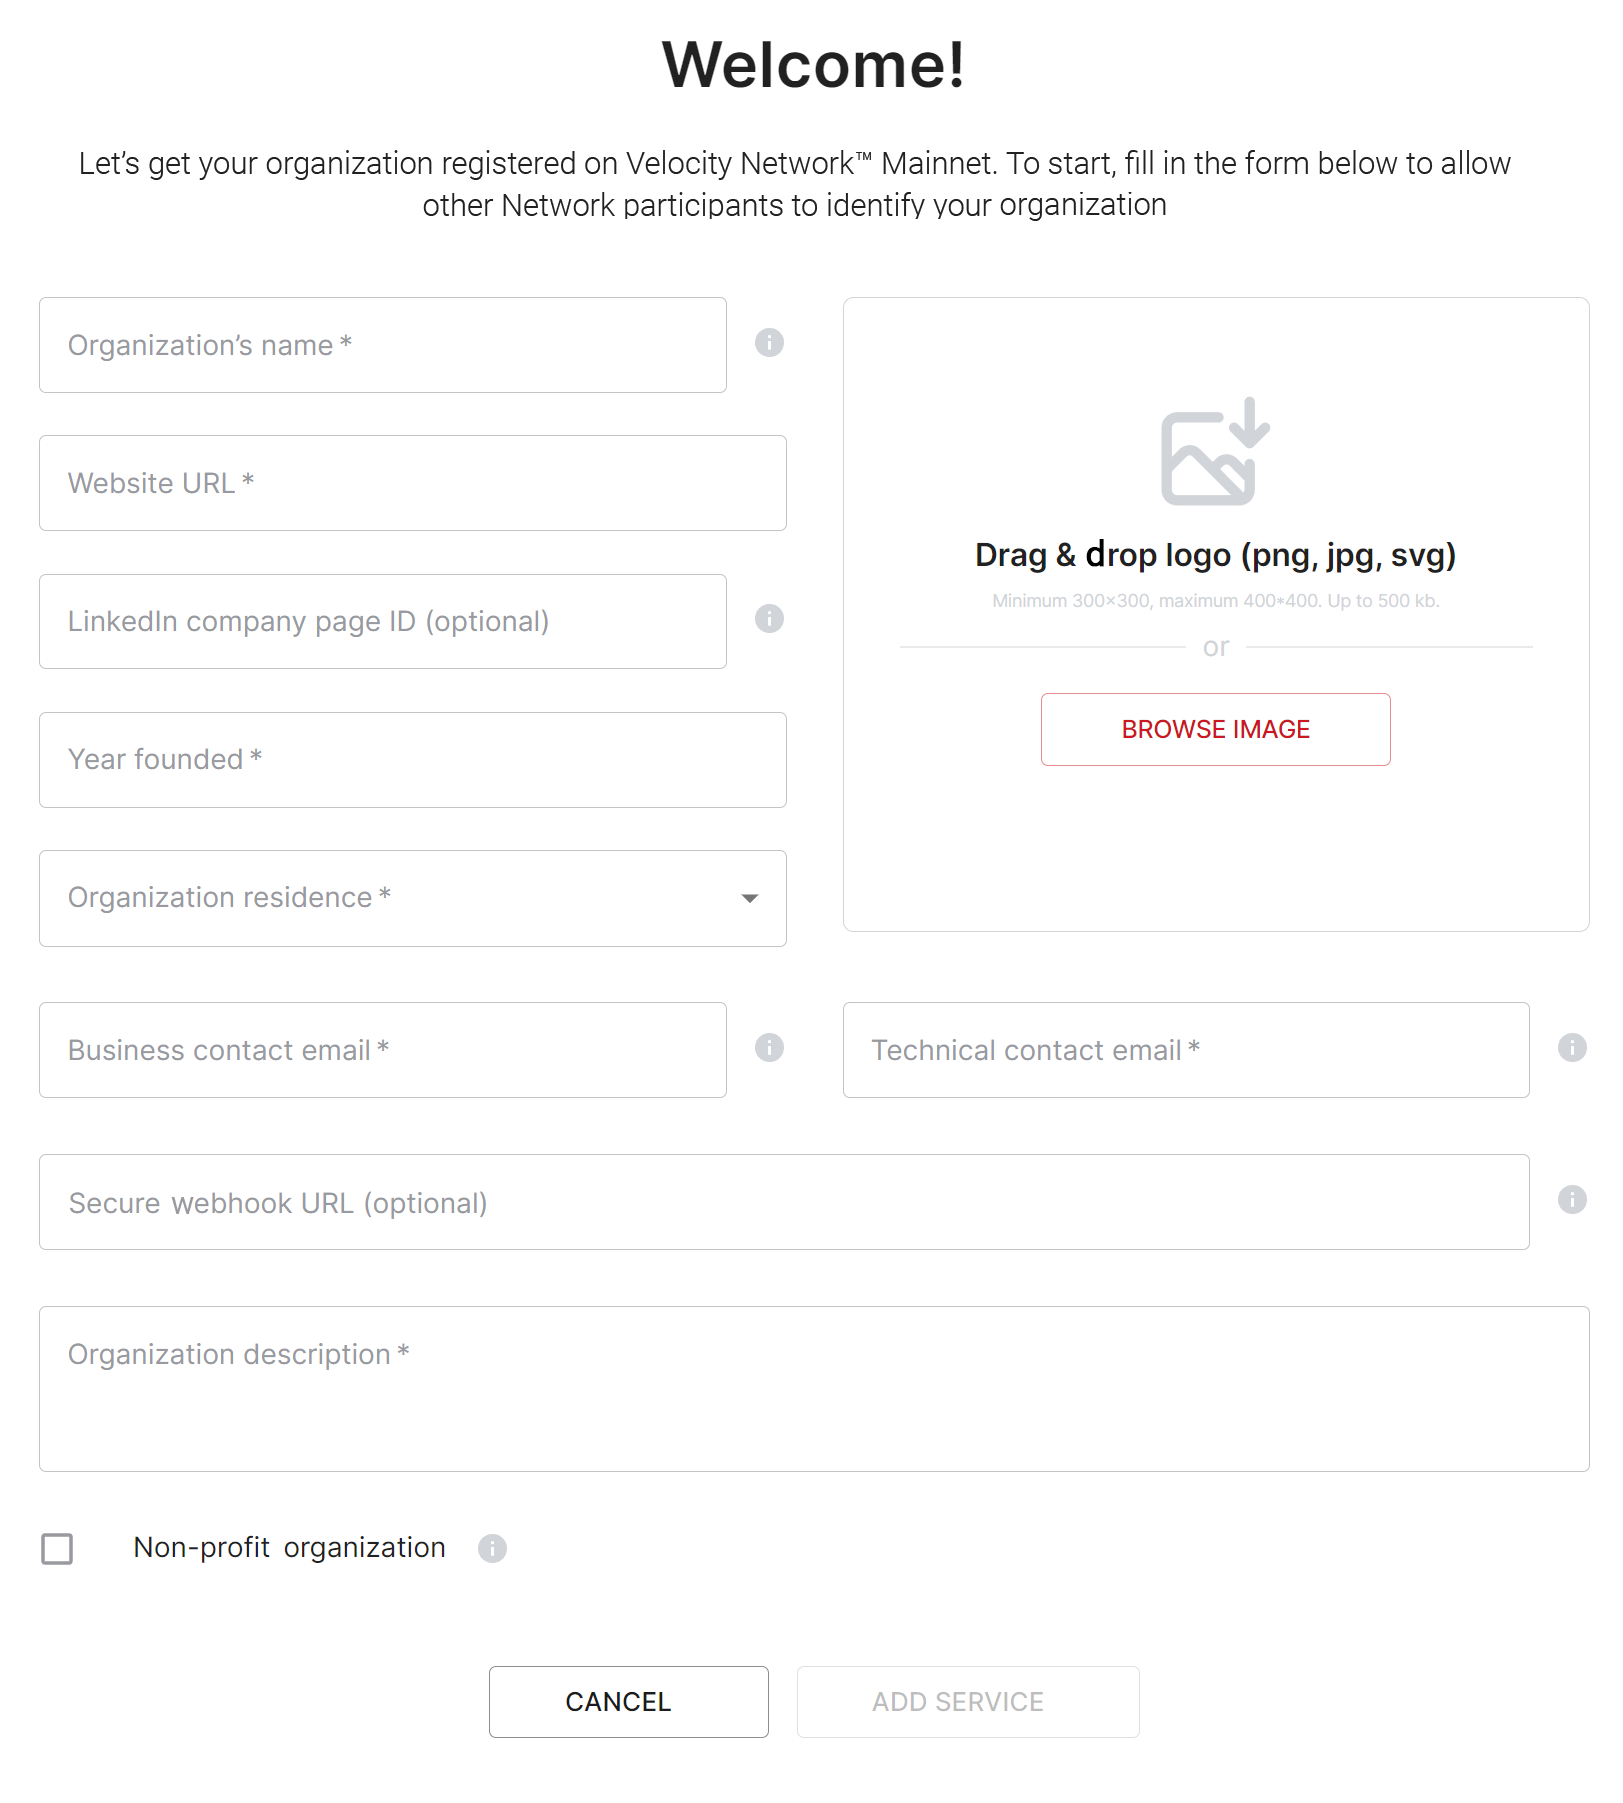 Welcome!
Let’s get your organization registered on Velocity Network™ Mainnet. To start, fill in the form below to allow
other Network participants to identify your organization
Organization’s name *
Website URL *
LinkedIn company page ID (optional)
Year founded *
Organization residence *
Drag & drop logo (png, jpg, svg)
Minimum 300×300, maximum 400*400. Up to 500 kb.
or
BROWSE IMAGE
Business contact email *
Technical contact email *
Secure webhook URL (optional)
Organization description *
Non-profit organization
CANCEL
ADD SERVICE